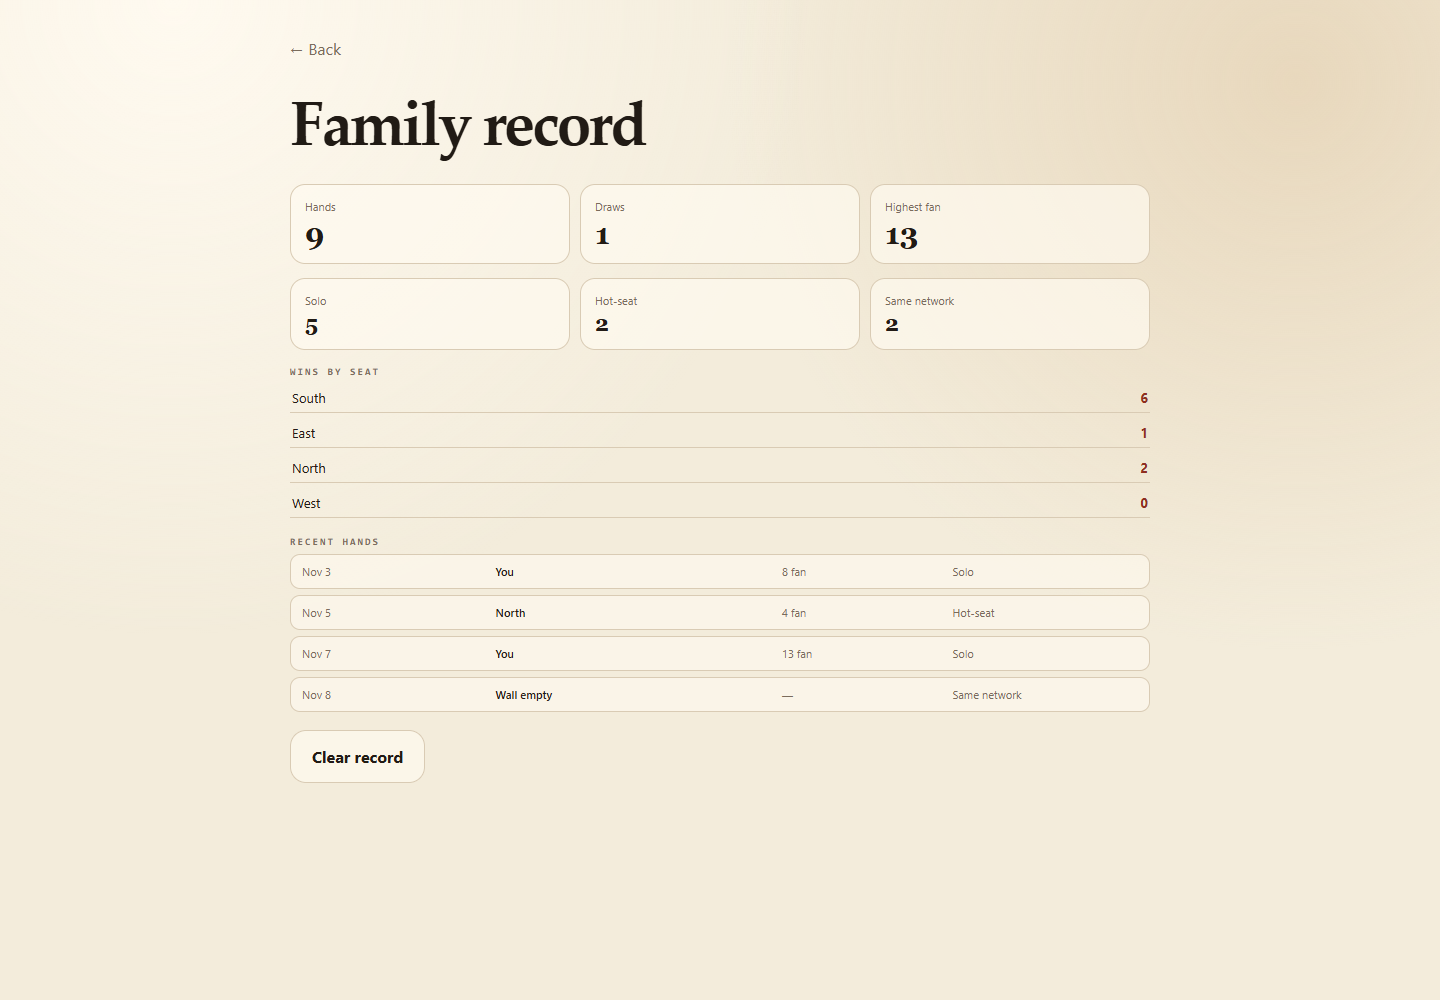 ← Back
Family record
Hands Draws Highest fan
9 1 13
Solo Hot-seat Same network
5 2 2
WINS BY SEAT
South 6
East 1
North 2
West 0
RECENT HANDS
Nov 3 You 8 fan Solo
Nov 5 North 4 fan Hot-seat
Nov 7 You 13 fan Solo
Nov 8 Wall empty — Same network
Clear record